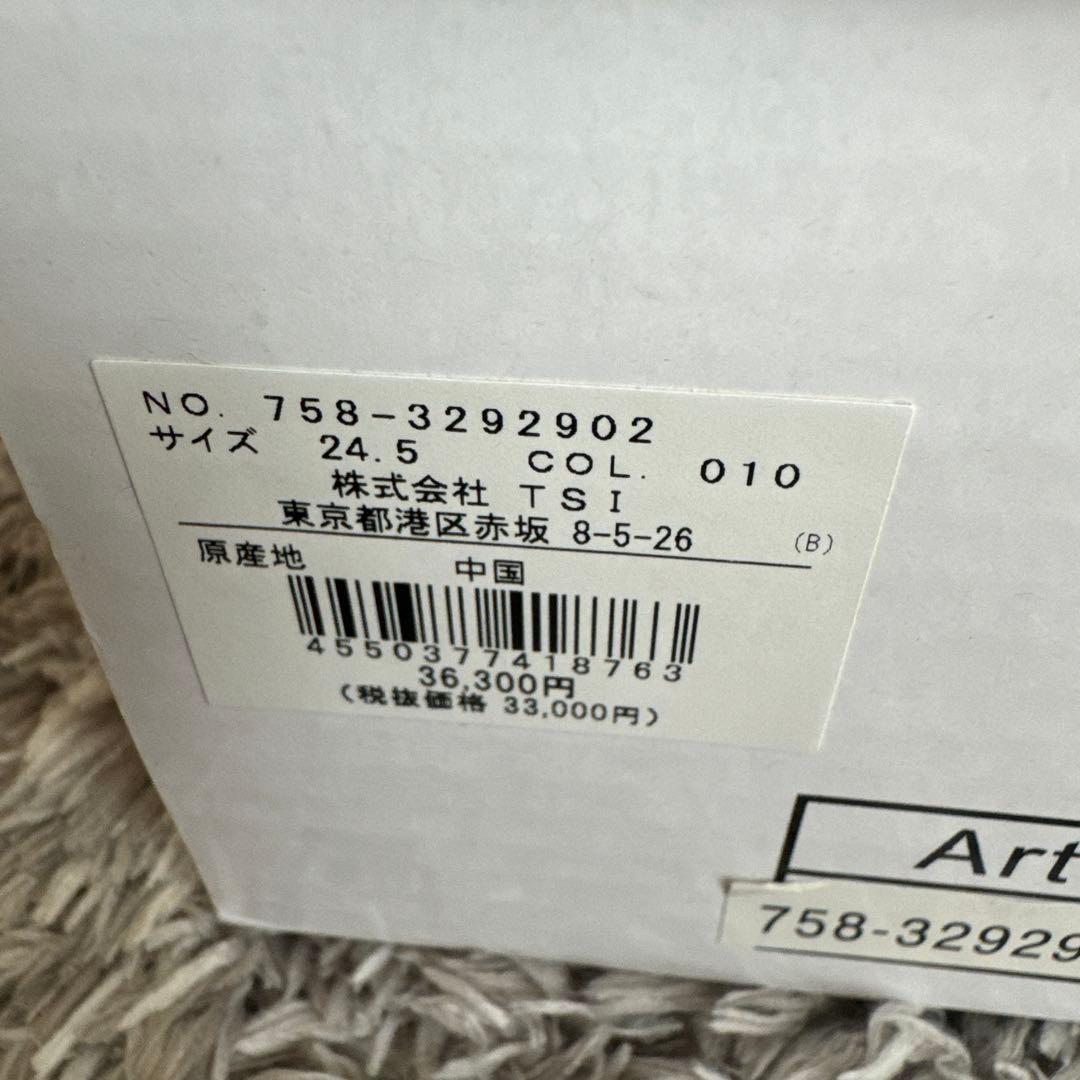 NO. 758-3292902
サイズ 24.5 COL. 010
株式会社 TSI
東京都港区赤坂 8-5-26 (B)
原産地 中国
4550377418763
36,300円
(税抜価格 33,000円)
Art
758-32929